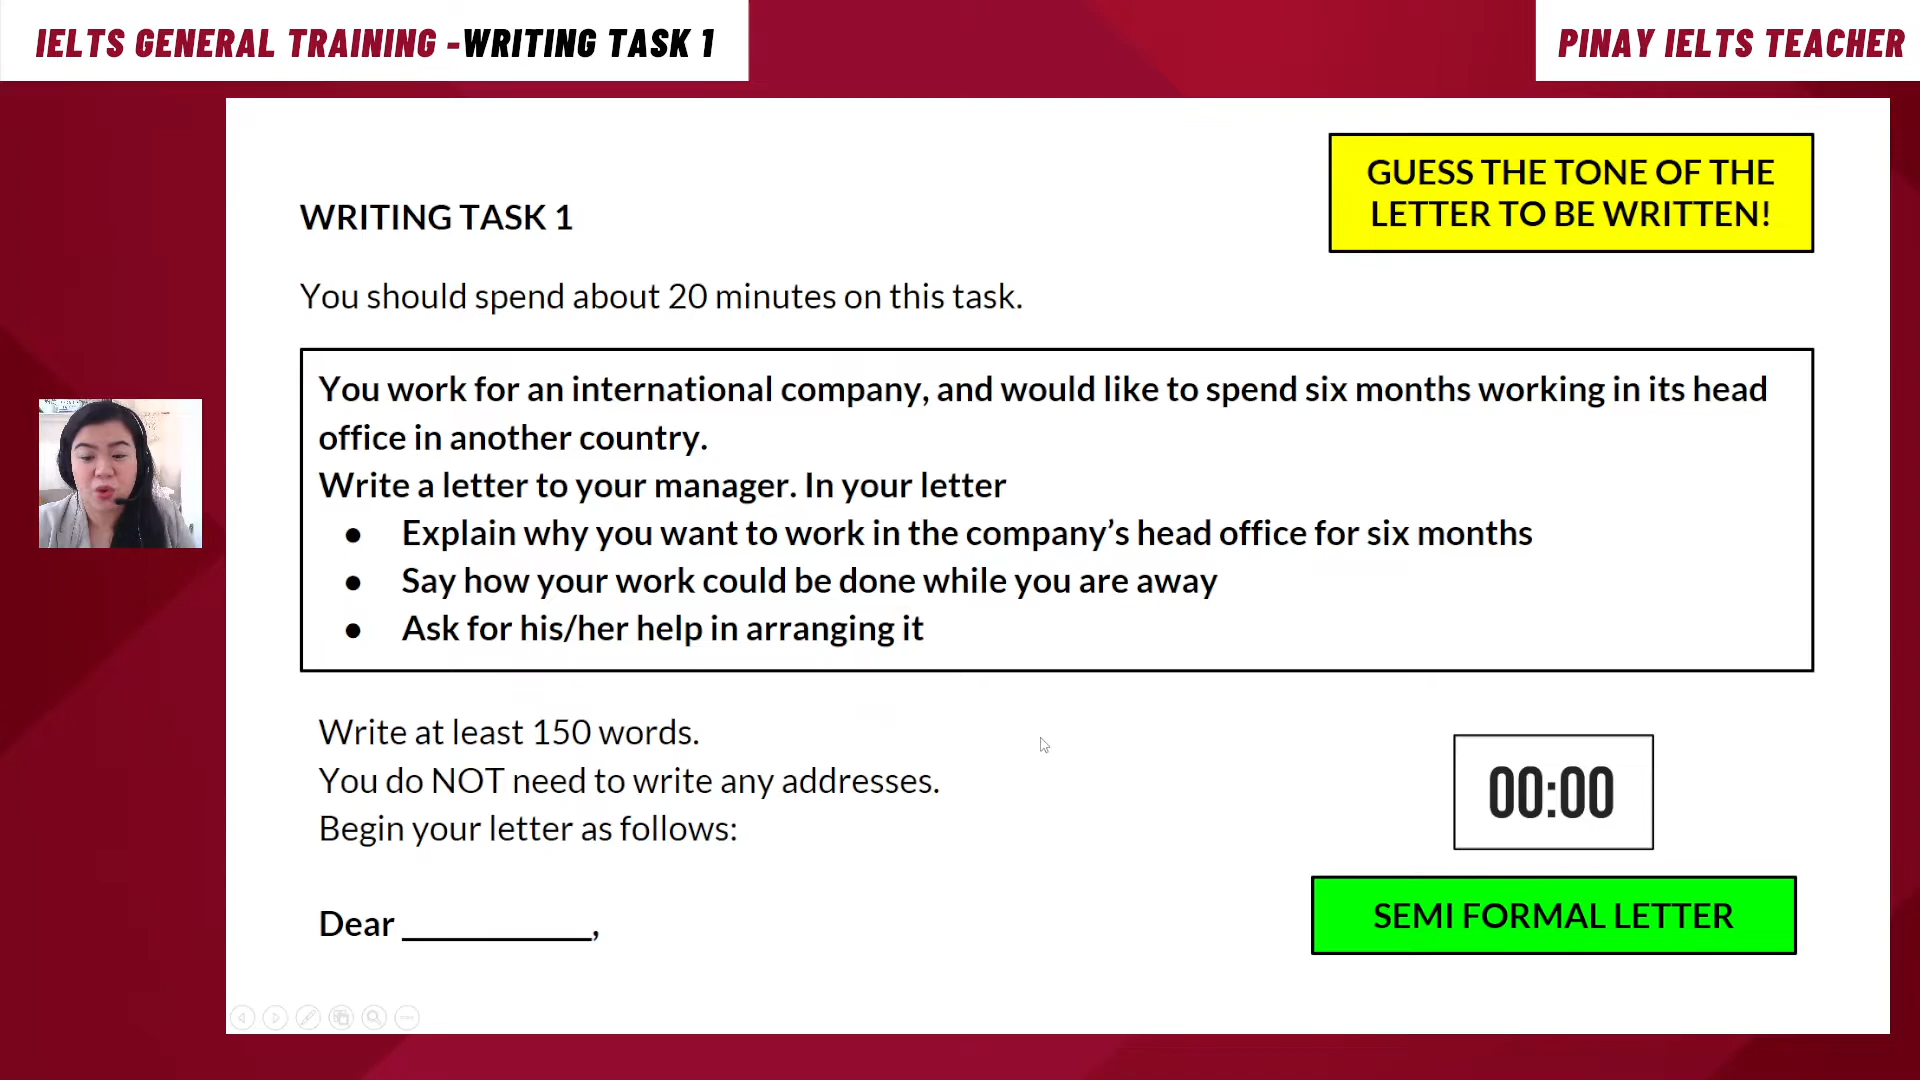 IELTS GENERAL TRAINING -WRITING TASK 1
PINAY IELTS TEACHER
GUESS THE TONE OF THE
LETTER TO BE WRITTEN!
WRITING TASK 1
You should spend about 20 minutes on this task.
You work for an international company, and would like to spend six months working in its head
office in another country.
Write a letter to your manager. In your letter
● Explain why you want to work in the company’s head office for six months
● Say how your work could be done while you are away
● Ask for his/her help in arranging it
Write at least 150 words.
You do NOT need to write any addresses.
Begin your letter as follows:
00:00
SEMI FORMAL LETTER
Dear ___________,